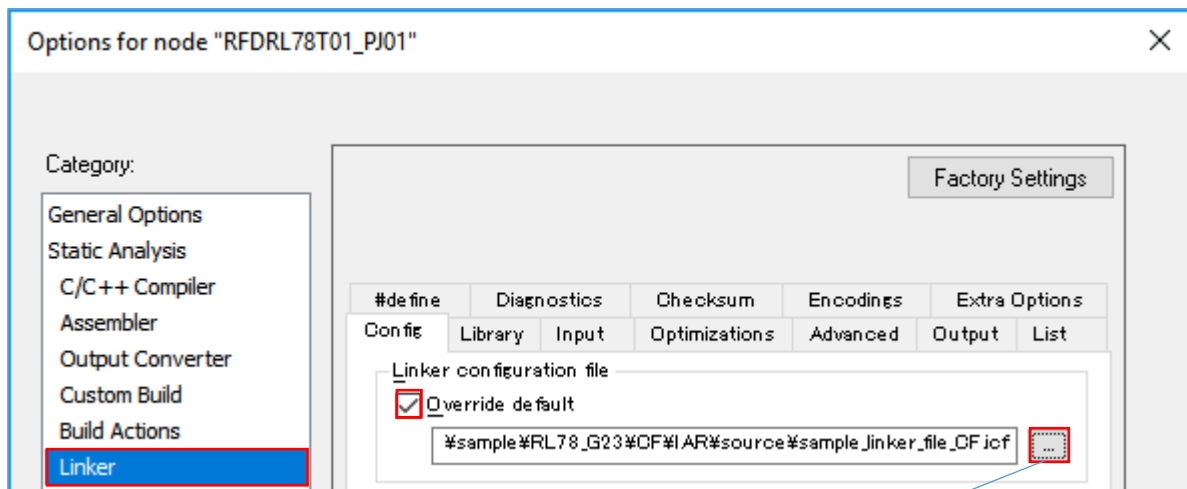 Options for node "RFDRL78T01_PJ01"
Category:
Factory Settings
General Options
Static Analysis
C/C++ Compiler
Assembler
Output Converter
Custom Build
Build Actions
Linker
#define Diagnostics Checksum Encodings Extra Options
Config Library Input Optimizations Advanced Output List
Linker configuration file
Override default
¥sample¥RL78_G23¥CF¥IAR¥source¥sample_linker_file_CF.icf
...